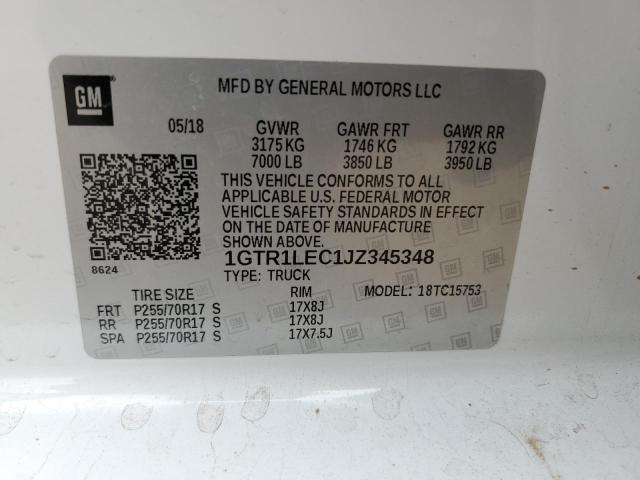 GM
MFD BY GENERAL MOTORS LLC
05/18 GVWR GAWR FRT GAWR RR
3175 KG 1746 KG 1792 KG
7000 LB 3850 LB 3950 LB
THIS VEHICLE CONFORMS TO ALL
APPLICABLE U.S. FEDERAL MOTOR
VEHICLE SAFETY STANDARDS IN EFFECT
ON THE DATE OF MANUFACTURE
SHOWN ABOVE.
8624 1GTR1LEC1JZ345348
TYPE: TRUCK
TIRE SIZE RIM MODEL: 18TC15753
FRT P255/70R17 S 17X8J
RR P255/70R17 S 17X8J
SPA P255/70R17 S 17X7.5J